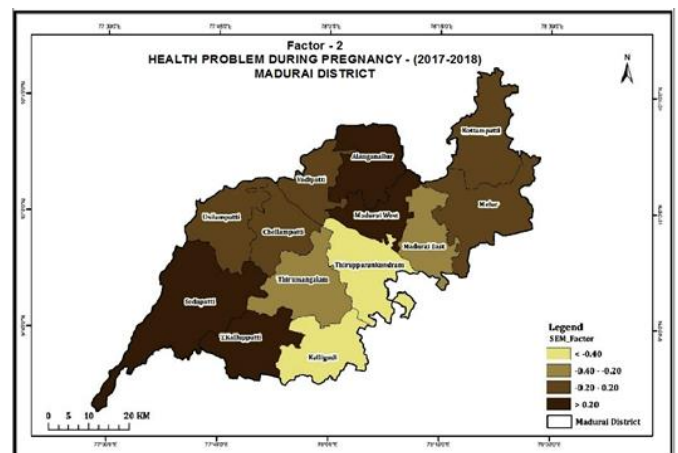 Factor - 2
HEALTH PROBLEM DURING PREGNANCY - (2017-2018)
MADURAI DISTRICT
N
Kottampatti
Alanganallur
Vadipatti
Melur
Madurai West
Usilampatti
Chellampatti
Madurai East
Thirupparankundram
Thirumangalam
Sedapatti
T.Kallupatti
Kalligudi
Legend
SEM_Factor
< -0.40
-0.40 - -0.20
-0.20 - 0.20
> 0.20
Madurai District
0 5 10 20 KM